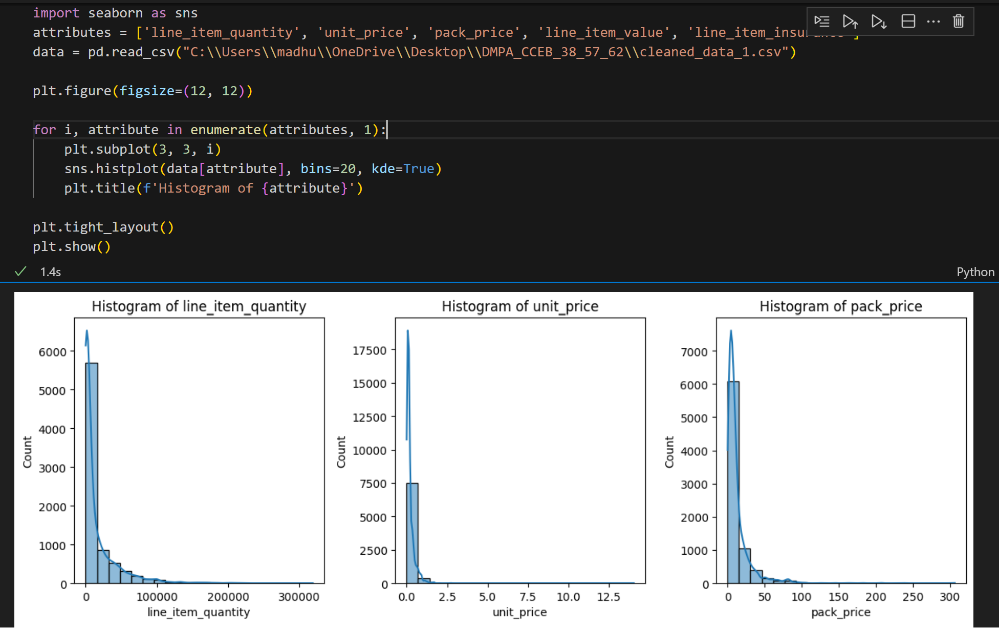 import seaborn as sns
attributes = ['line_item_quantity', 'unit_price', 'pack_price', 'line_item_value', 'line_item_insurance']
data = pd.read_csv("C:\\Users\\madhu\\OneDrive\\Desktop\\DMPA_CCEB_38_57_62\\cleaned_data_1.csv")
plt.figure(figsize=(12, 12))
for i, attribute in enumerate(attributes, 1):
    plt.subplot(3, 3, i)
    sns.histplot(data[attribute], bins=20, kde=True)
    plt.title(f'Histogram of {attribute}')
plt.tight_layout()
plt.show()
1.4s
Python
Histogram of line_item_quantity
Count
6000
5000
4000
3000
2000
1000
0
0 100000 200000 300000
line_item_quantity
Histogram of unit_price
Count
17500
15000
12500
10000
7500
5000
2500
0
0.0 2.5 5.0 7.5 10.0 12.5
unit_price
Histogram of pack_price
Count
7000
6000
5000
4000
3000
2000
1000
0
0 50 100 150 200 250 300
pack_price